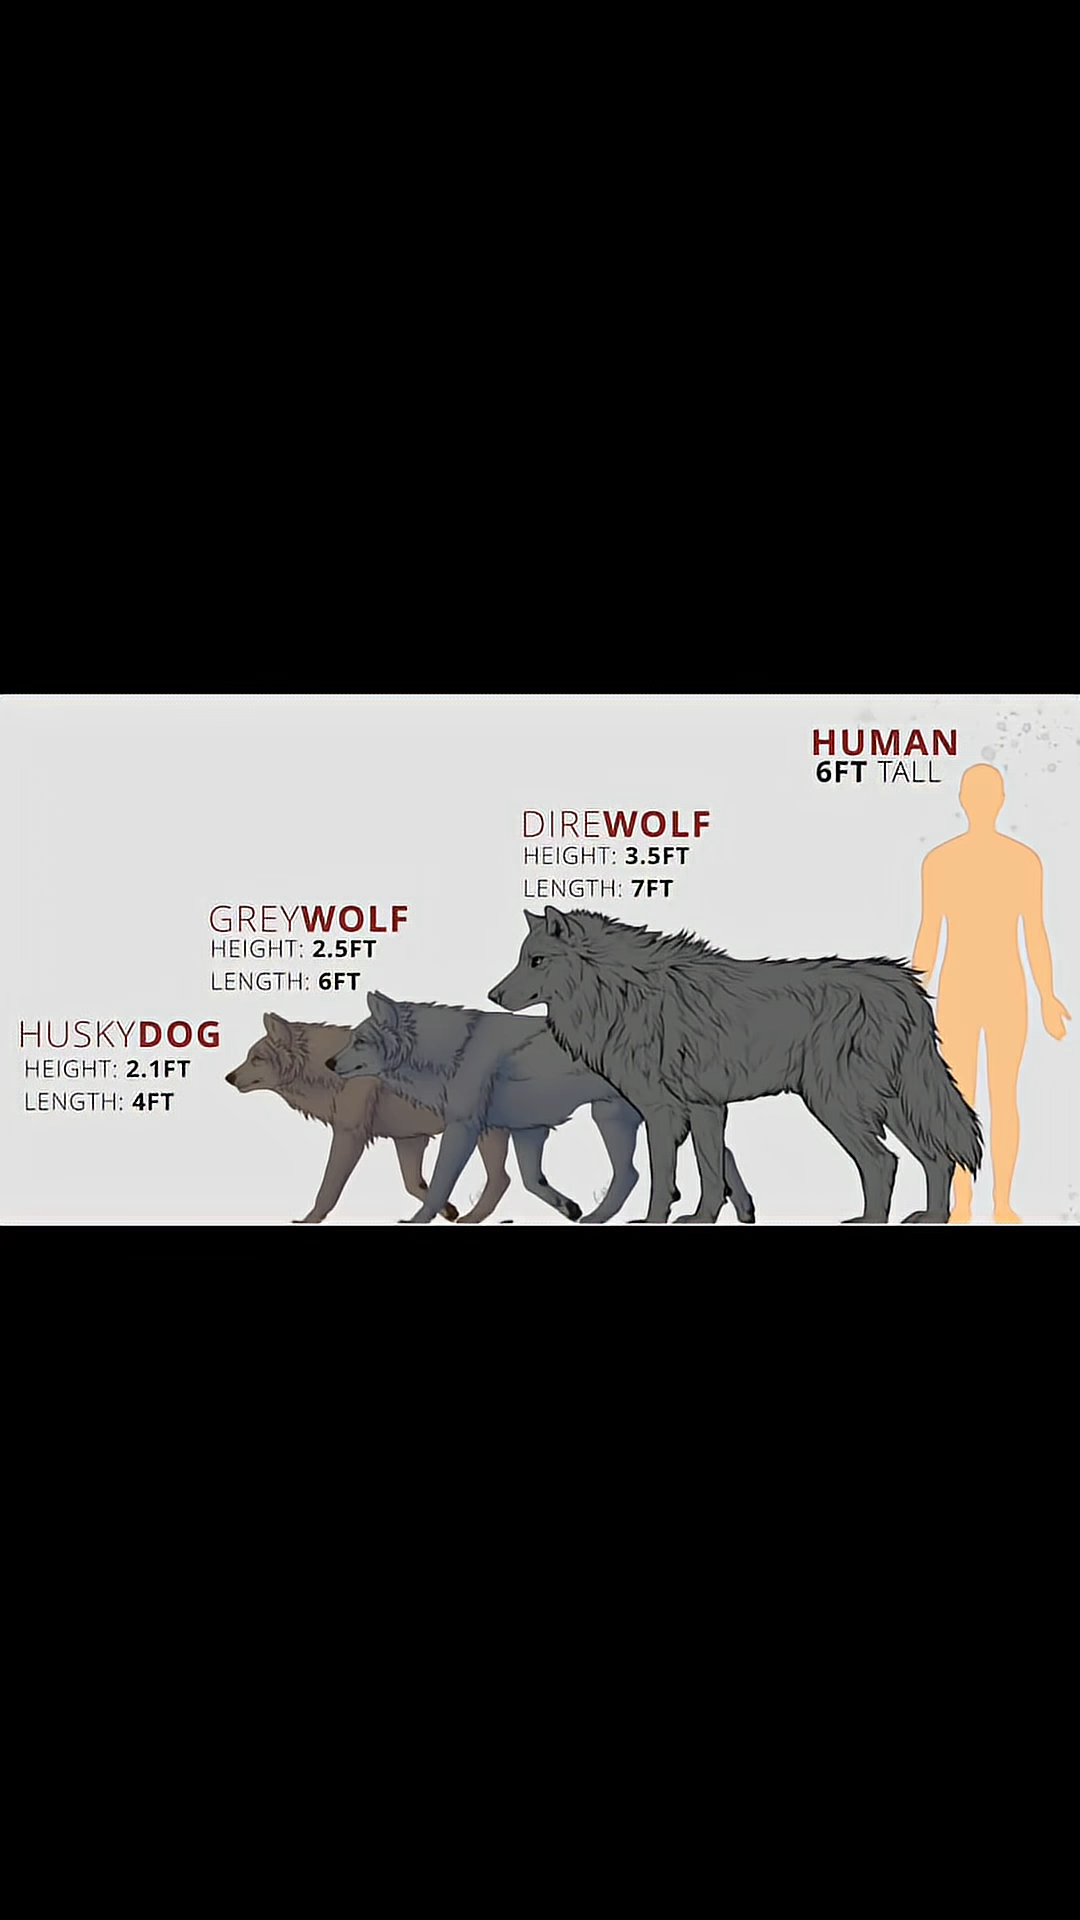 HUMAN
6FT TALL
DIREWOLF
HEIGHT: 3.5FT
LENGTH: 7FT
GREYWOLF
HEIGHT: 2.5FT
LENGTH: 6FT
HUSKYDOG
HEIGHT: 2.1FT
LENGTH: 4FT